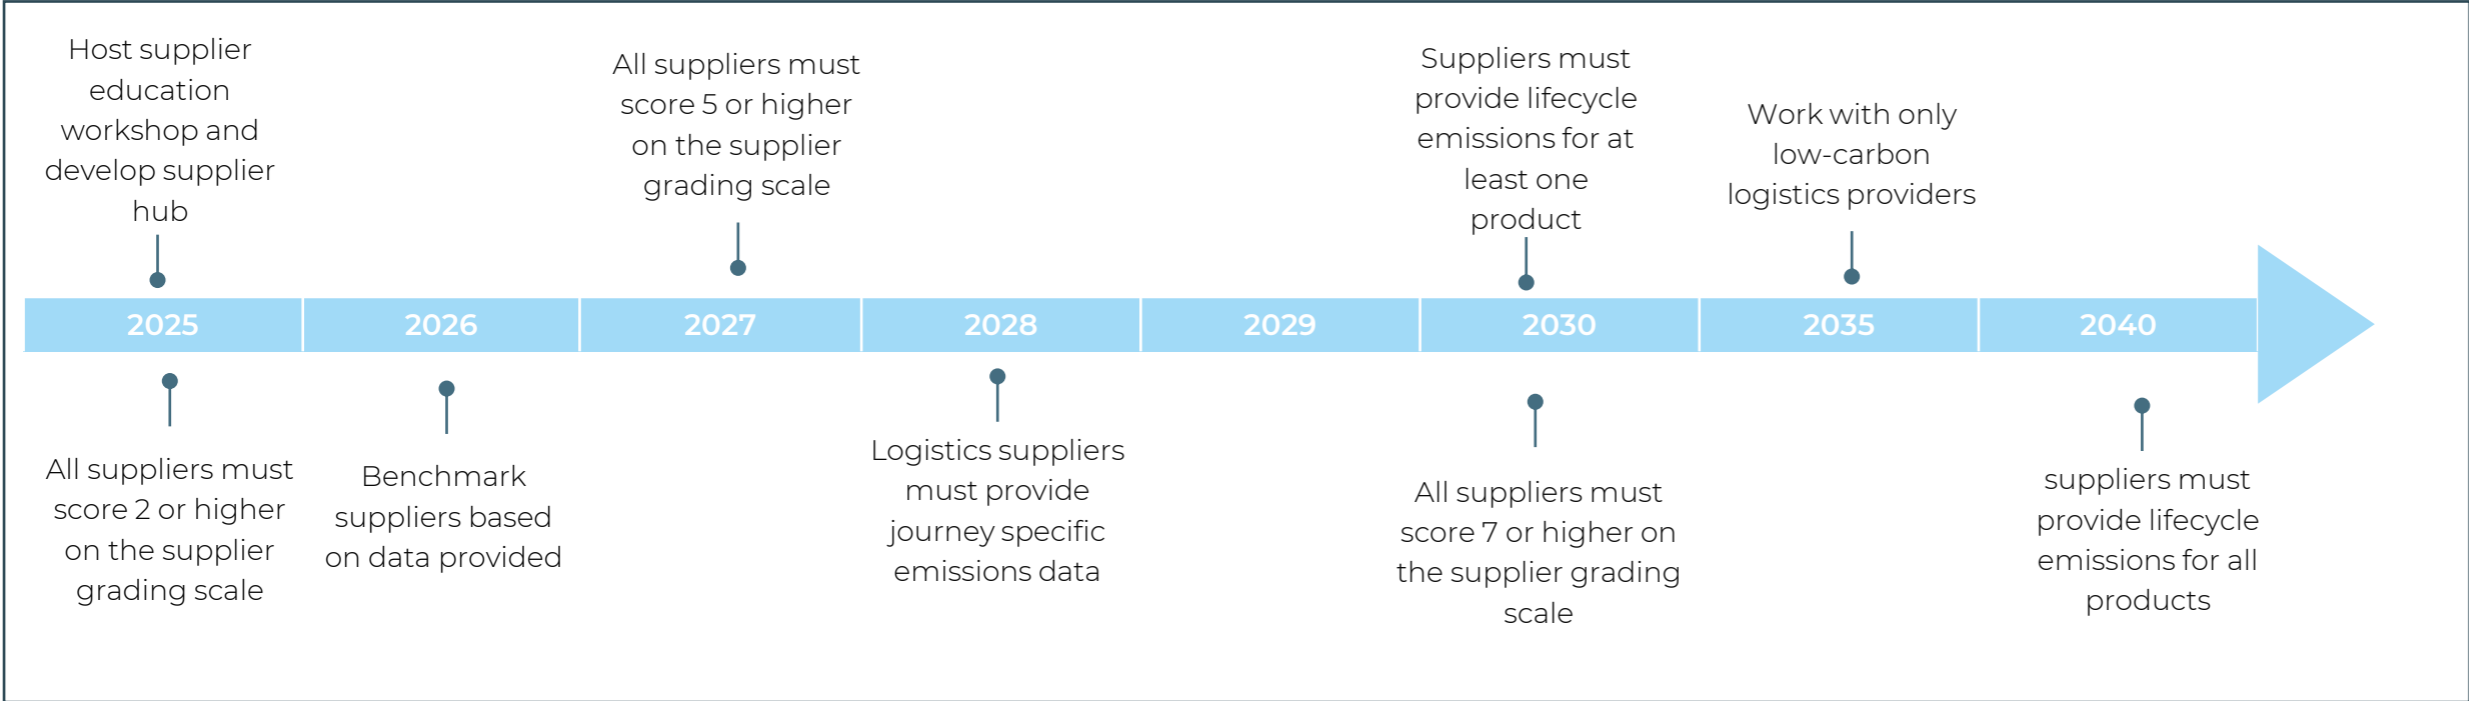 Host supplier
education
workshop and
develop supplier
hub
All suppliers must
score 5 or higher
on the supplier
grading scale
Suppliers must
provide lifecycle
emissions for at
least one
product
Work with only
low-carbon
logistics providers
2025
2026
2027
2028
2029
2030
2035
2040
All suppliers must
score 2 or higher
on the supplier
grading scale
Benchmark
suppliers based
on data provided
Logistics suppliers
must provide
journey specific
emissions data
All suppliers must
score 7 or higher on
the supplier grading
scale
suppliers must
provide lifecycle
emissions for all
products